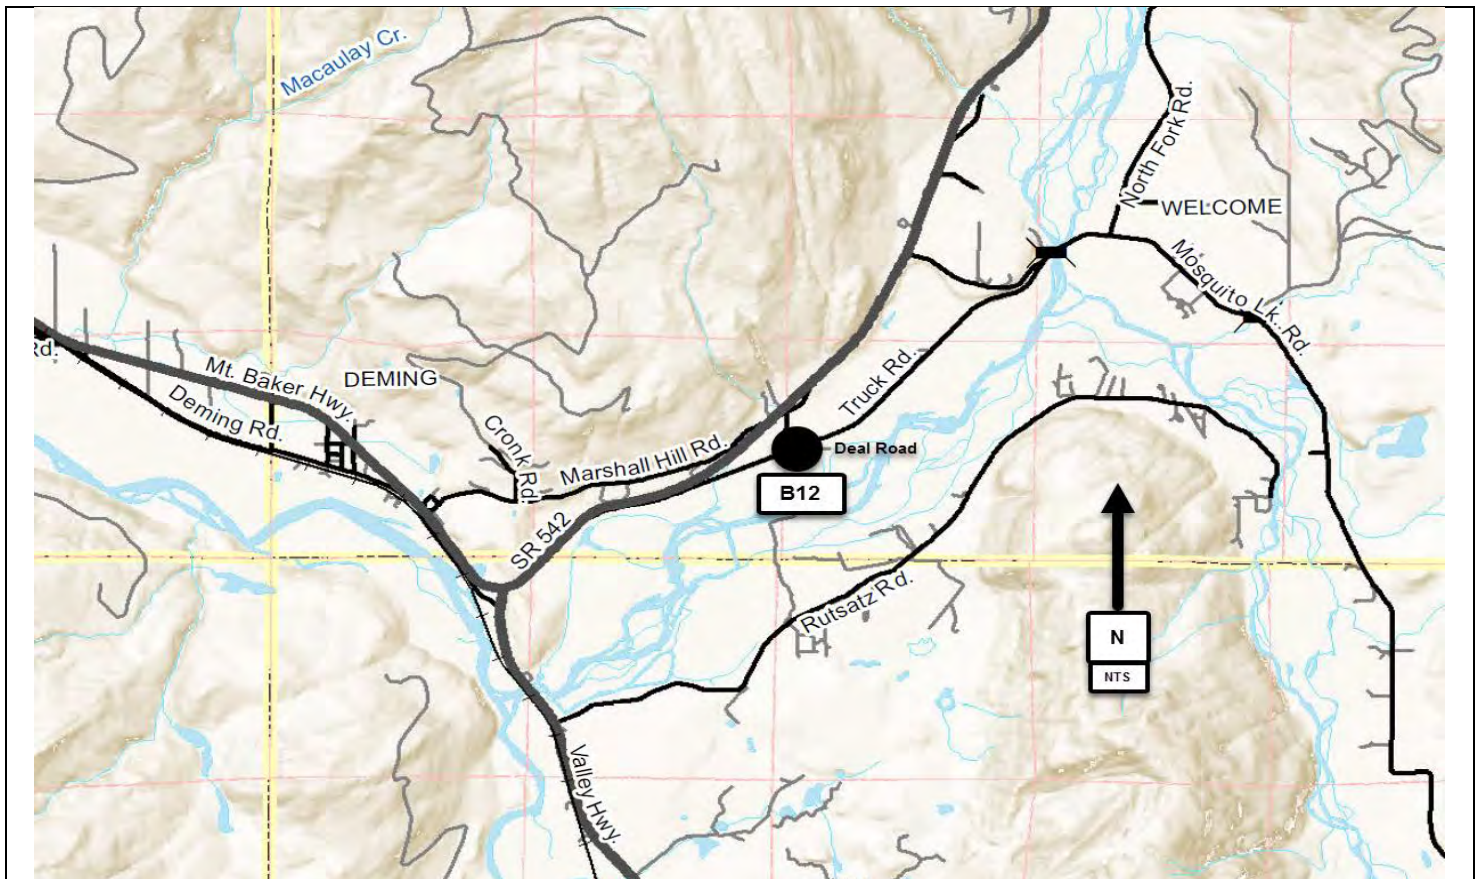 Macaulay Cr.
North Fork Rd.
WELCOME
Mosquito Lk. Rd.
Rd.
Mt. Baker Hwy.
DEMING
Deming Rd.
Cronk Rd.
Marshall Hill Rd.
Truck Rd.
Deal Road
B12
SR 542
Rutsatz Rd.
N
NTS
Valley Hwy.